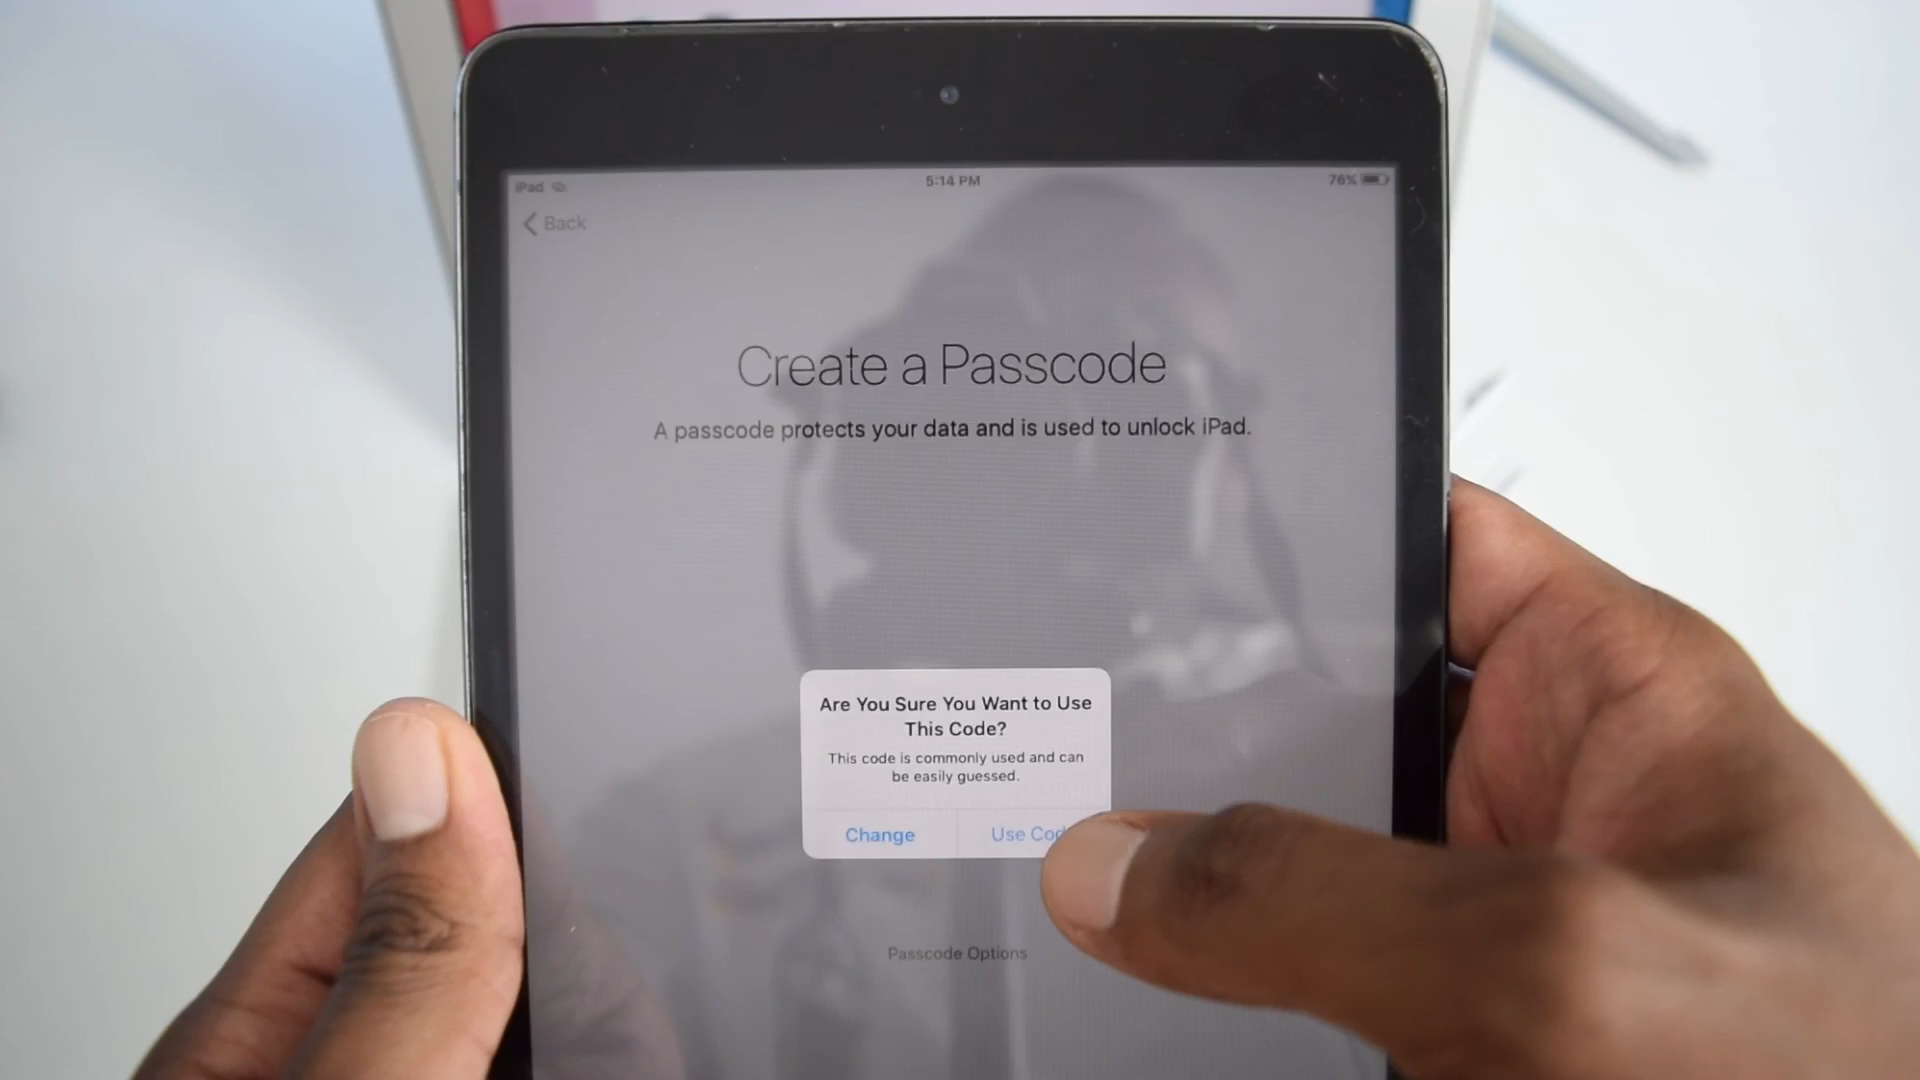 iPad 5:14 PM 76%
Back
Create a Passcode
A passcode protects your data and is used to unlock iPad.
Are You Sure You Want to Use
This Code?
This code is commonly used and can
be easily guessed.
Change Use Cod
Passcode Options